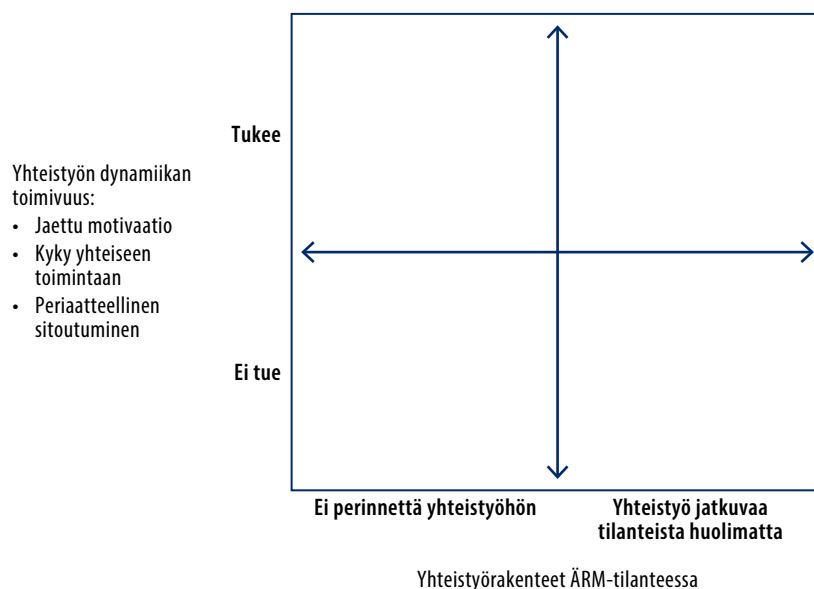 Tukee
Yhteistyön dynamiikan
toimivuus:
• Jaettu motivaatio
• Kyky yhteiseen
toimintaan
• Periaatteellinen
sitoutuminen
Ei tue
Ei perinnettä yhteistyöhön
Yhteistyö jatkuvaa
tilanteista huolimatta
Yhteistyörakenteet ÄRM-tilanteessa